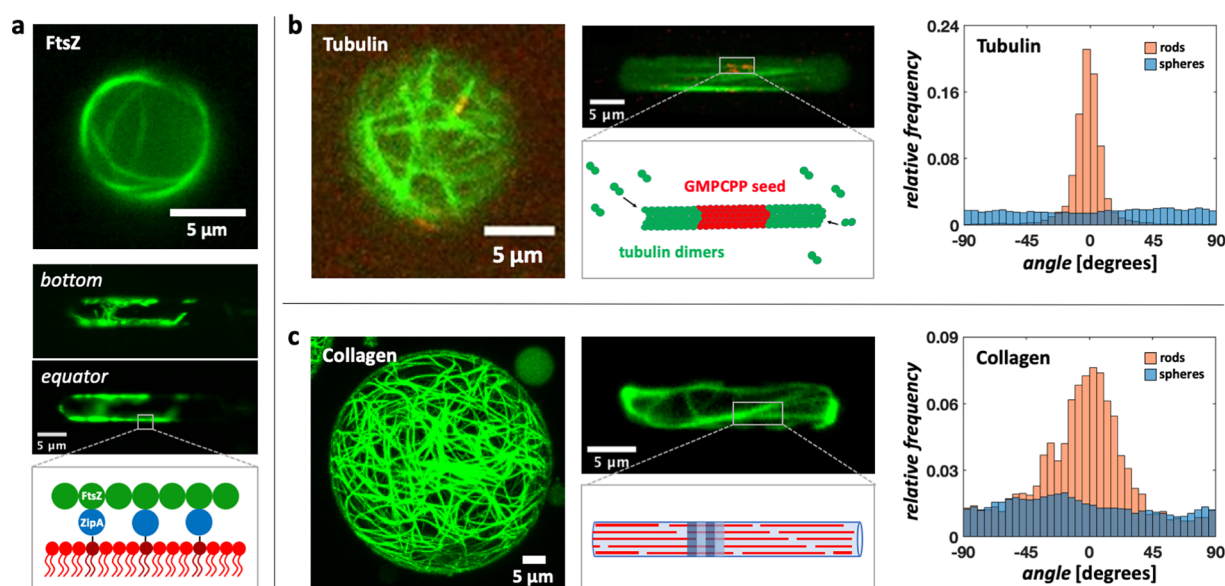 a
FtsZ
5 μm
bottom
equator
5 μm
FtsZ
ZipA
b
Tubulin
5 μm
5 μm
GMPCPP seed
tubulin dimers
Tubulin
rods
spheres
relative frequency
0.24
0.16
0.08
0
-90
-45
0
45
90
angle [degrees]
c
Collagen
5 μm
5 μm
Collagen
rods
spheres
relative frequency
0.09
0.06
0.03
0
-90
-45
0
45
90
angle [degrees]